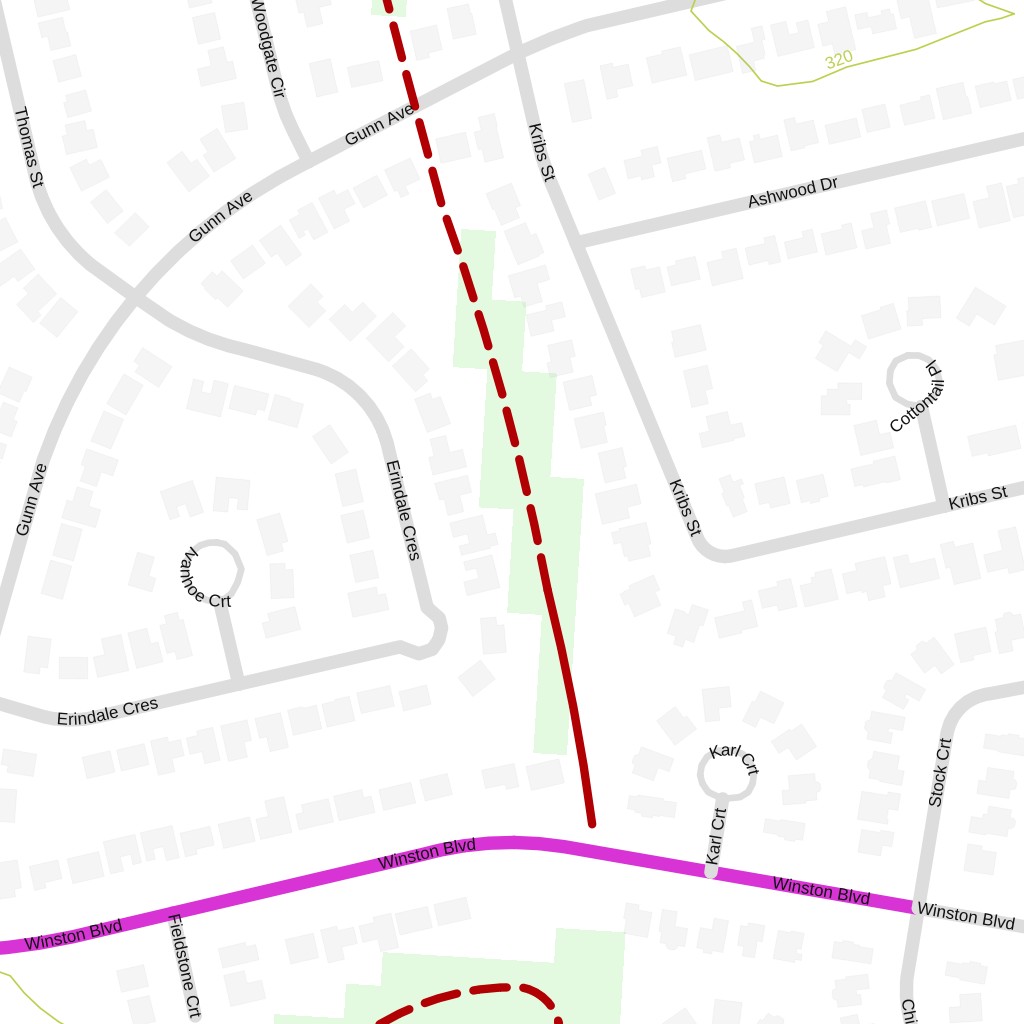 Woodgate Cir
320
Thomas St
Gunn Ave
Kribs St
Gunn Ave
Ashwood Dr
Cottontail Pl
Gunn Ave
Erindale Cres
Kribs St
Kribs St
Ivanhoe Crt
Erindale Cres
Karl Crt
Stock Crt
Karl Crt
Winston Blvd
Winston Blvd
Winston Blvd
Winston Blvd
Fieldstone Crt
Chi